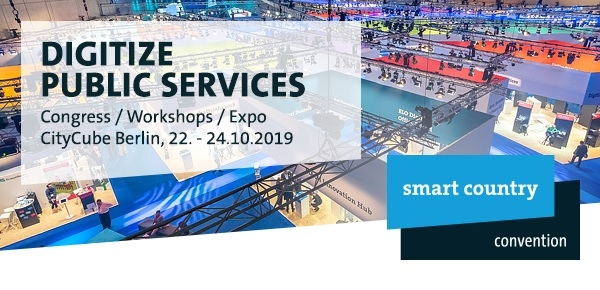 DIGITIZE
PUBLIC SERVICES
Congress / Workshops / Expo
CityCube Berlin, 22. - 24.10.2019
Innovation Hub
smart country
convention